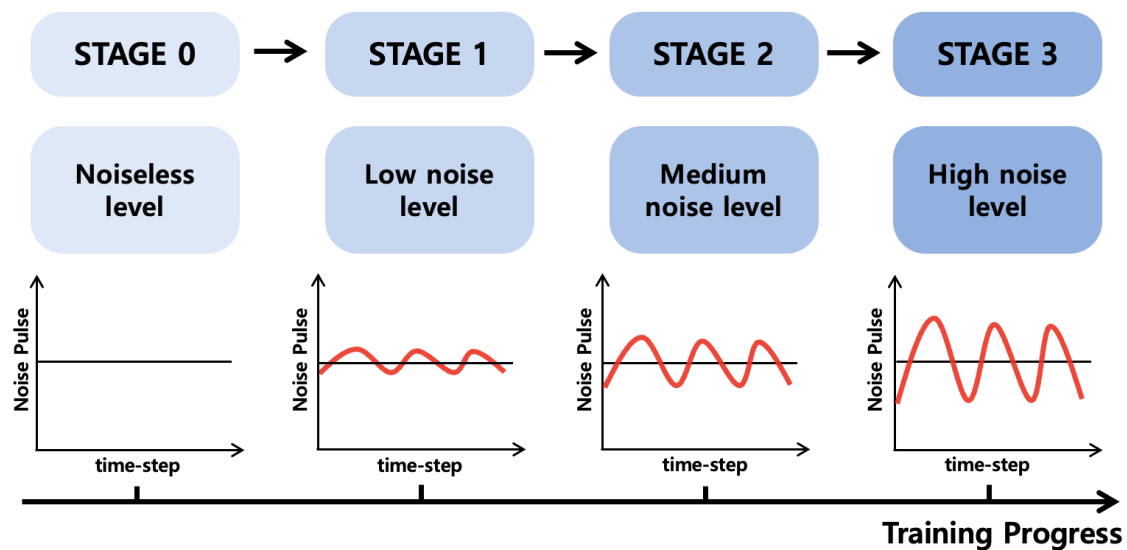 STAGE 0
STAGE 1
STAGE 2
STAGE 3
Noiseless
level
Low noise
level
Medium
noise level
High noise
level
Noise Pulse
time-step
Noise Pulse
time-step
Noise Pulse
time-step
Noise Pulse
time-step
Training Progress